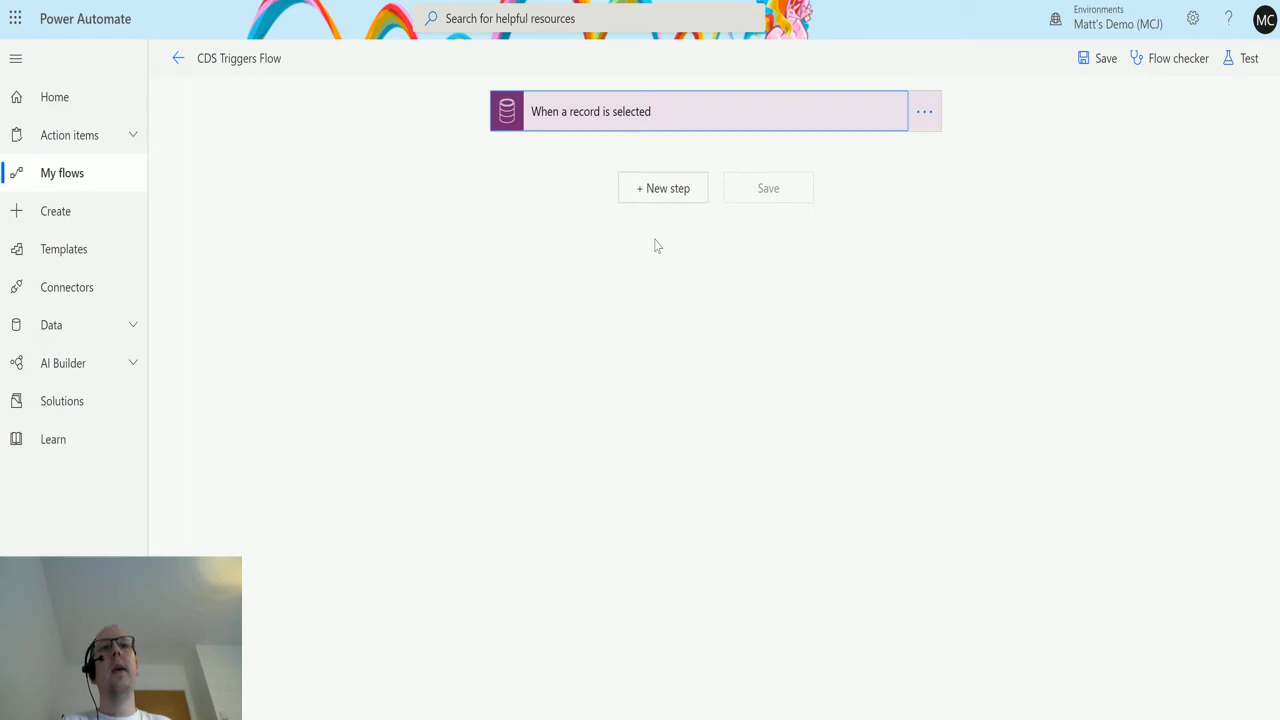 Power Automate
Search for helpful resources
Environments
Matt's Demo (MCJ)
?
MC
CDS Triggers Flow
Save
Flow checker
Test
Home
Action items
My flows
Create
Templates
Connectors
Data
AI Builder
Solutions
Learn
When a record is selected
...
+ New step
Save